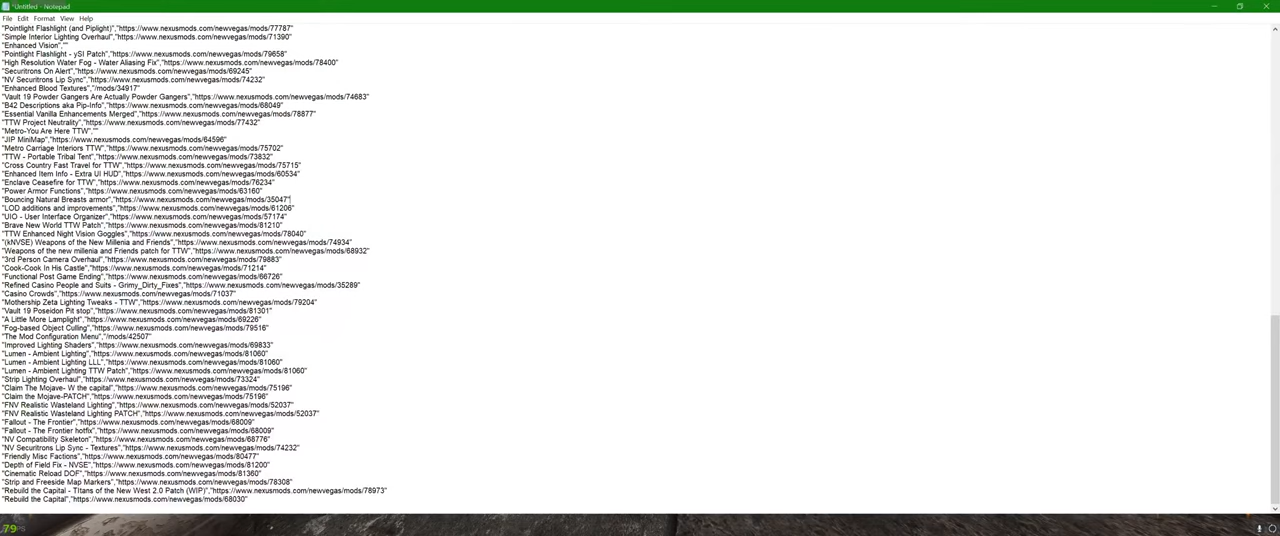 *Untitled - Notepad
File Edit Format View Help
"Pointlight Flashlight (and Piplight)","https://www.nexusmods.com/newvegas/mods/77787"
"Simple Interior Lighting Overhaul","https://www.nexusmods.com/newvegas/mods/71390"
"Enhanced Vision",""
"Pointlight Flashlight - ySI Patch","https://www.nexusmods.com/newvegas/mods/79658"
"High Resolution Water Fog - Water Aliasing Fix","https://www.nexusmods.com/newvegas/mods/78400"
"Securitrons On Alert","https://www.nexusmods.com/newvegas/mods/69245"
"NV Securitrons Lip Sync","https://www.nexusmods.com/newvegas/mods/74232"
"Enhanced Blood Textures","/mods/34917"
"Vault 19 Powder Gangers Are Actually Powder Gangers","https://www.nexusmods.com/newvegas/mods/74683"
"B42 Descriptions aka Pip-Info","https://www.nexusmods.com/newvegas/mods/68049"
"Essential Vanilla Enhancements Merged","https://www.nexusmods.com/newvegas/mods/78877"
"TTW Project Neutrality","https://www.nexusmods.com/newvegas/mods/77432"
"Metro-You Are Here TTW",""
"JIP MiniMap","https://www.nexusmods.com/newvegas/mods/64596"
"Metro Carriage Interiors TTW","https://www.nexusmods.com/newvegas/mods/75702"
"TTW - Portable Tribal Tent","https://www.nexusmods.com/newvegas/mods/73832"
"Cross Country Fast Travel for TTW","https://www.nexusmods.com/newvegas/mods/75715"
"Enhanced Item Info - Extra UI HUD","https://www.nexusmods.com/newvegas/mods/60534"
"Enclave Ceasefire for TTW","https://www.nexusmods.com/newvegas/mods/76234"
"Power Armor Functions","https://www.nexusmods.com/newvegas/mods/63160"
"Bouncing Natural Breasts armor","https://www.nexusmods.com/newvegas/mods/35047"
"LOD additions and improvements","https://www.nexusmods.com/newvegas/mods/61206"
"UIO - User Interface Organizer","https://www.nexusmods.com/newvegas/mods/57174"
"Brave New World TTW Patch","https://www.nexusmods.com/newvegas/mods/81210"
"TTW Enhanced Night Vision Goggles","https://www.nexusmods.com/newvegas/mods/78040"
"(kNVSE) Weapons of the New Millenia and Friends","https://www.nexusmods.com/newvegas/mods/74934"
"Weapons of the new millenia and Friends patch for TTW","https://www.nexusmods.com/newvegas/mods/68932"
"3rd Person Camera Overhaul","https://www.nexusmods.com/newvegas/mods/79883"
"Cook-Cook In His Castle","https://www.nexusmods.com/newvegas/mods/71214"
"Functional Post Game Ending","https://www.nexusmods.com/newvegas/mods/66726"
"Refined Casino People and Suits - Grimy_Dirty_Fixes","https://www.nexusmods.com/newvegas/mods/35289"
"Casino Crowds","https://www.nexusmods.com/newvegas/mods/71037"
"Mothership Zeta Lighting Tweaks - TTW","https://www.nexusmods.com/newvegas/mods/79204"
"Vault 19 Poseidon Pit stop","https://www.nexusmods.com/newvegas/mods/81301"
"A Little More Lamplight","https://www.nexusmods.com/newvegas/mods/69226"
"Fog-based Object Culling","https://www.nexusmods.com/newvegas/mods/79516"
"The Mod Configuration Menu","/mods/42507"
"Improved Lighting Shaders","https://www.nexusmods.com/newvegas/mods/69833"
"Lumen - Ambient Lighting","https://www.nexusmods.com/newvegas/mods/81060"
"Lumen - Ambient Lighting LLL","https://www.nexusmods.com/newvegas/mods/81060"
"Lumen - Ambient Lighting TTW Patch","https://www.nexusmods.com/newvegas/mods/81060"
"Strip Lighting Overhaul","https://www.nexusmods.com/newvegas/mods/73324"
"Claim The Mojave- W the capital","https://www.nexusmods.com/newvegas/mods/75196"
"Claim the Mojave-PATCH","https://www.nexusmods.com/newvegas/mods/75196"
"FNV Realistic Wasteland Lighting","https://www.nexusmods.com/newvegas/mods/52037"
"FNV Realistic Wasteland Lighting PATCH","https://www.nexusmods.com/newvegas/mods/52037"
"Fallout - The Frontier","https://www.nexusmods.com/newvegas/mods/68009"
"Fallout - The Frontier hotfix","https://www.nexusmods.com/newvegas/mods/68009"
"NV Compatibility Skeleton","https://www.nexusmods.com/newvegas/mods/68776"
"NV Securitrons Lip Sync - Textures","https://www.nexusmods.com/newvegas/mods/74232"
"Friendly Misc Factions","https://www.nexusmods.com/newvegas/mods/80477"
"Depth of Field Fix - NVSE","https://www.nexusmods.com/newvegas/mods/81200"
"Cinematic Reload DOF","https://www.nexusmods.com/newvegas/mods/81360"
"Strip and Freeside Map Markers","https://www.nexusmods.com/newvegas/mods/78308"
"Rebuild the Capital - TItans of the New West 2.0 Patch (WIP)","https://www.nexusmods.com/newvegas/mods/78973"
"Rebuild the Capital","https://www.nexusmods.com/newvegas/mods/68030"
79